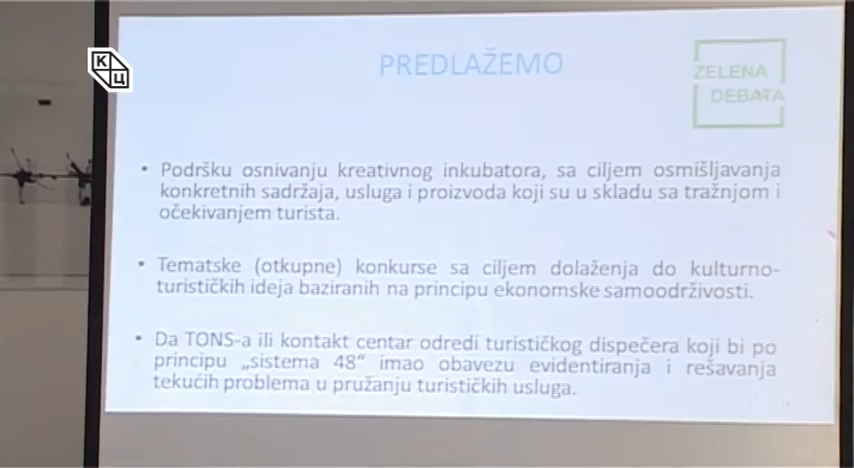 К
Ц
PREDLAŽEMO
ZELENA
DEBATA
• Podršku osnivanju kreativnog inkubatora, sa ciljem osmišljavanja
konkretnih sadržaja, usluga i proizvoda koji su u skladu sa tražnjom i
očekivanjem turista.
• Tematske (otkupne) konkurse sa ciljem dolaženja do kulturno-
turističkih ideja baziranih na principu ekonomske samoodrživosti.
• Da TONS-a ili kontakt centar odredi turističkog dispečera koji bi po
principu „sistema 48“ imao obavezu evidentiranja i rešavanja
tekućih problema u pružanju turističkih usluga.